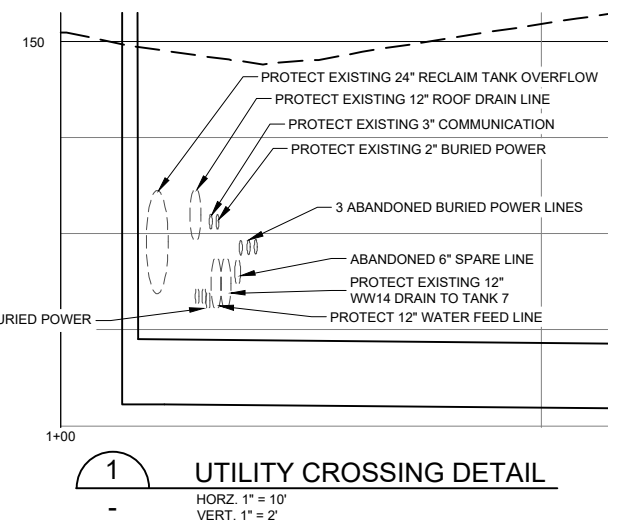 150
PROTECT EXISTING 24" RECLAIM TANK OVERFLOW
PROTECT EXISTING 12" ROOF DRAIN LINE
PROTECT EXISTING 3" COMMUNICATION
PROTECT EXISTING 2" BURIED POWER
3 ABANDONED BURIED POWER LINES
ABANDONED 6" SPARE LINE
PROTECT EXISTING 12"
WW14 DRAIN TO TANK 7
POWER
PROTECT 12" WATER FEED LINE
1+00
1
UTILITY CROSSING DETAIL
-
HORZ. 1" = 10'
VERT. 1" = 2'